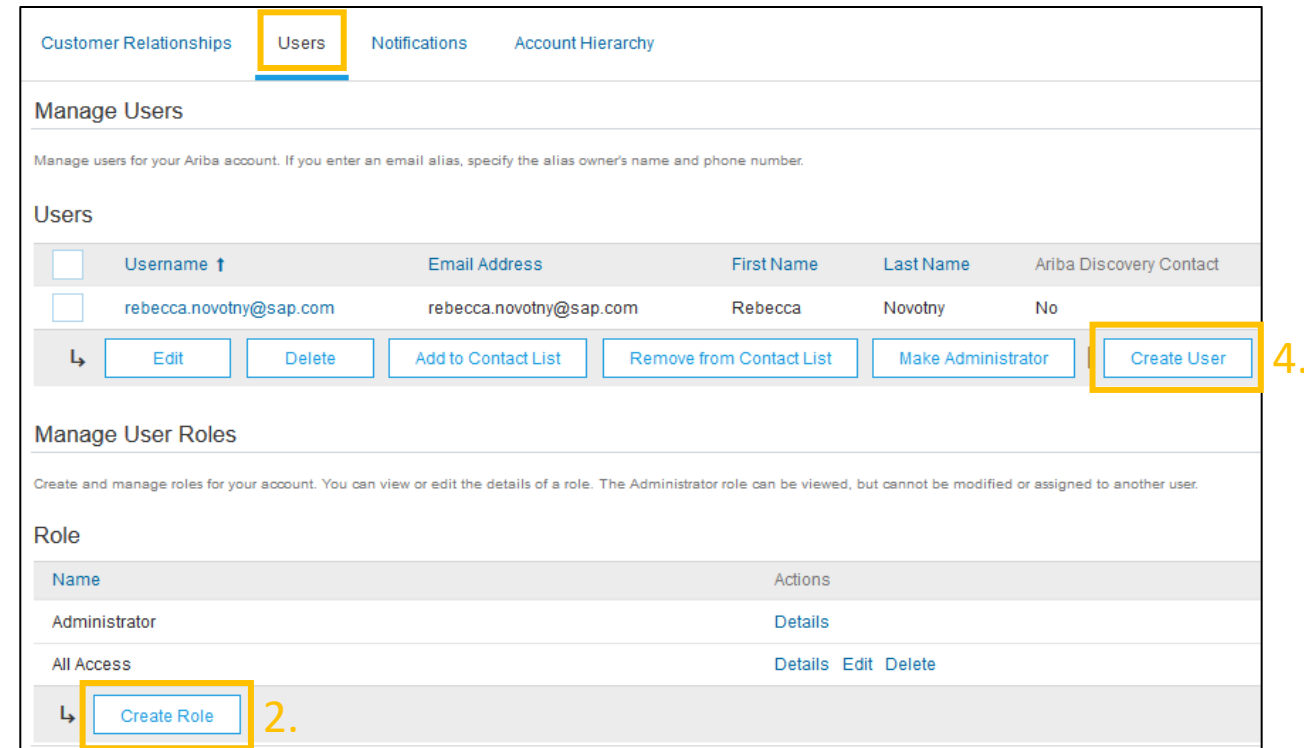 Customer Relationships Users Notifications Account Hierarchy
Manage Users
Manage users for your Ariba account. If you enter an email alias, specify the alias owner's name and phone number.
Users
Username ↑ Email Address First Name Last Name Ariba Discovery Contact
rebecca.novotny@sap.com rebecca.novotny@sap.com Rebecca Novotny No
Edit Delete Add to Contact List Remove from Contact List Make Administrator Create User 4.
Manage User Roles
Create and manage roles for your account. You can view or edit the details of a role. The Administrator role can be viewed, but cannot be modified or assigned to another user.
Role
Name Actions
Administrator Details
All Access Details Edit Delete
Create Role 2.